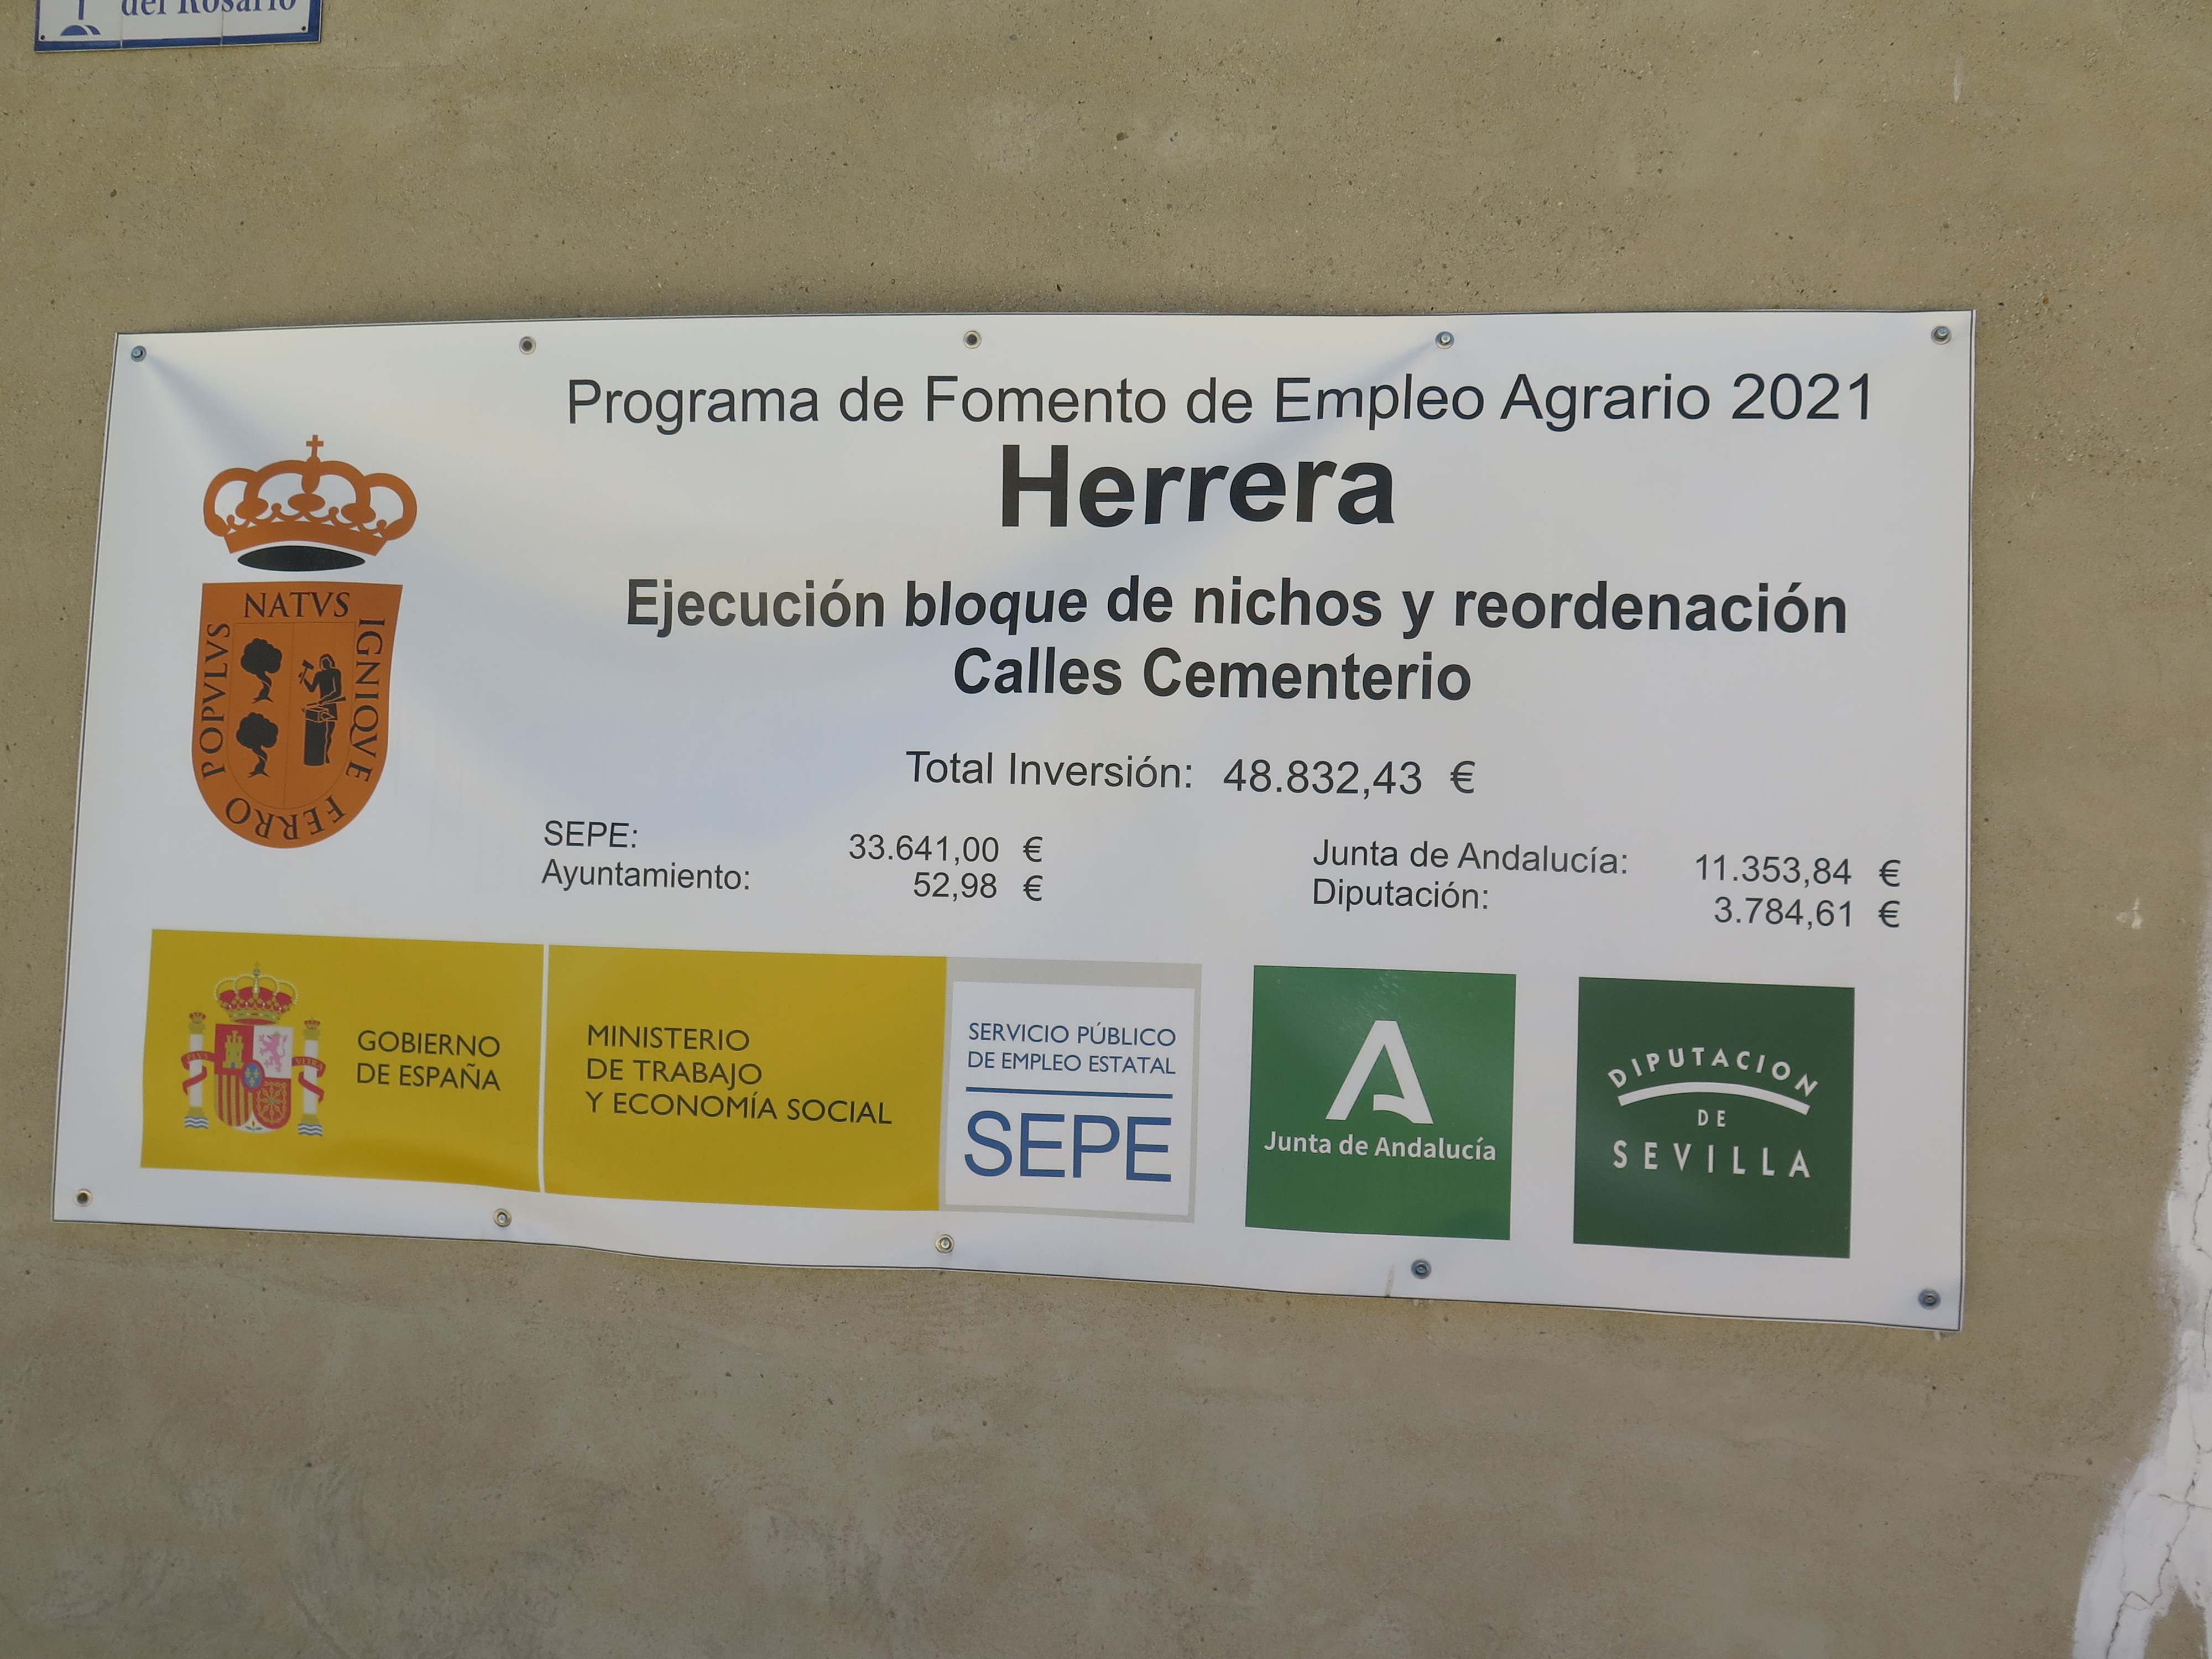 del Rosario
Programa de Fomento de Empleo Agrario 2021
Herrera
Ejecución bloque de nichos y reordenación
Calles Cementerio
Total Inversión: 48.832,43 €
SEPE: 33.641,00 €
Ayuntamiento: 52,98 €
Junta de Andalucía: 11.353,84 €
Diputación: 3.784,61 €
POPVLVS NATVS IGNIQVE FERRO
GOBIERNO
DE ESPAÑA
MINISTERIO
DE TRABAJO
Y ECONOMÍA SOCIAL
SERVICIO PÚBLICO
DE EMPLEO ESTATAL
SEPE
Junta de Andalucía
DIPUTACION
DE
SEVILLA